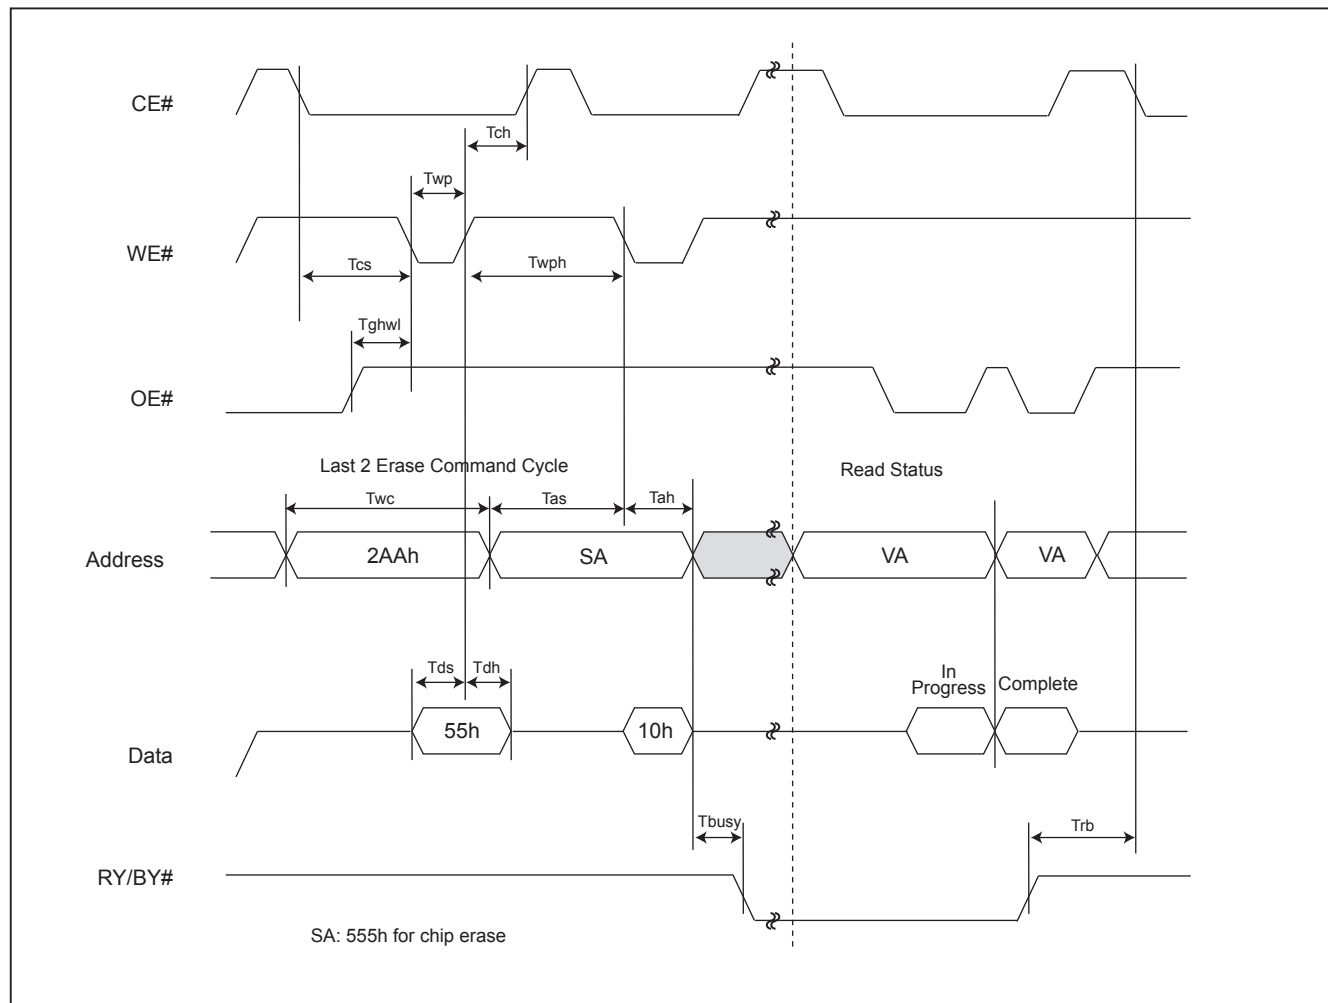 CE#
Tch
Twp
WE#
Tcs
Twph
Tghwl
OE#
Last 2 Erase Command Cycle
Read Status
Twc
Tas
Tah
Address
2AAh
SA
VA
VA
Tds
Tdh
In
Progress
Complete
Data
55h
10h
Tbusy
Trb
RY/BY#
SA: 555h for chip erase